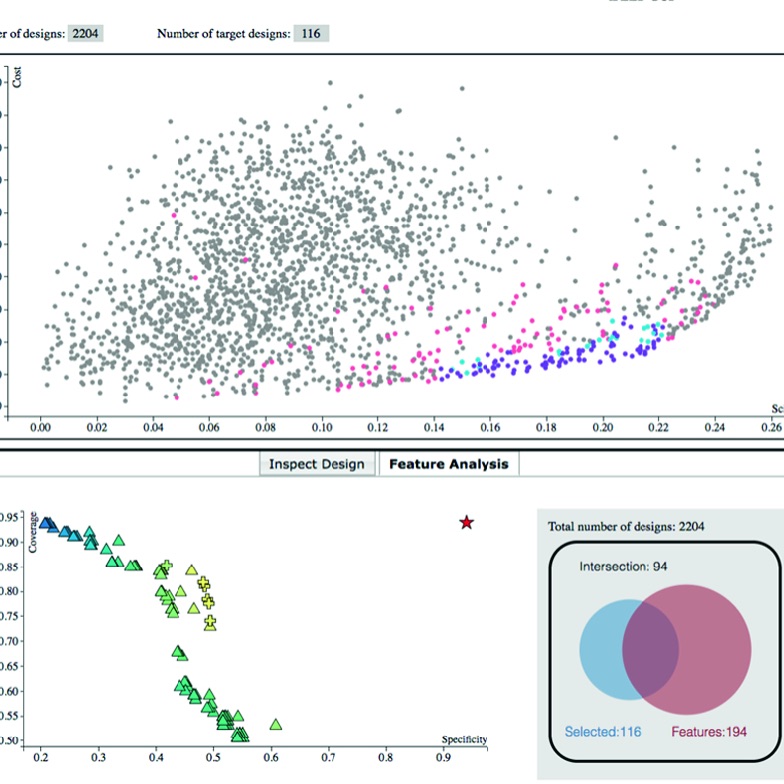 er of designs: 2204
Number of target designs: 116
Cost
Sc
0.00 0.02 0.04 0.06 0.08 0.10 0.12 0.14 0.16 0.18 0.20 0.22 0.24 0.26
Inspect Design
Feature Analysis
0.95
0.90
0.85
0.80
0.75
0.70
0.65
0.60
0.55
0.50
Coverage
Specificity
0.2 0.3 0.4 0.5 0.6 0.7 0.8 0.9
Total number of designs: 2204
Intersection: 94
Selected:116
Features:194